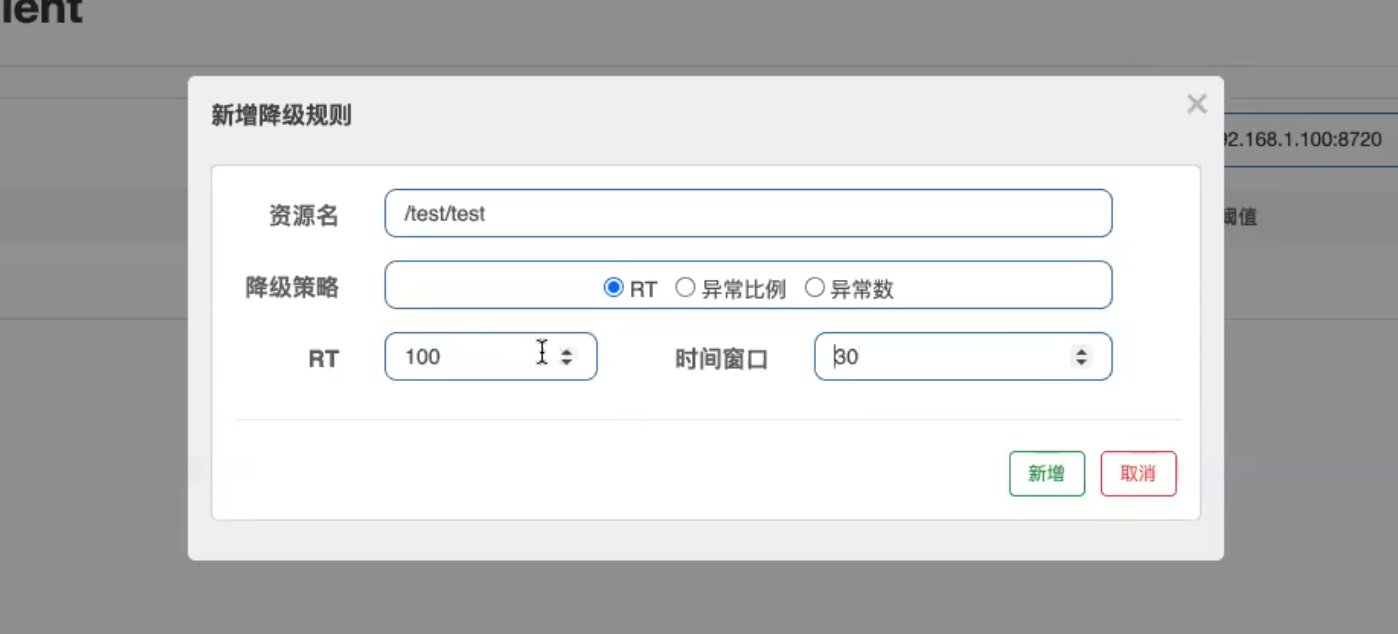 新增降级规则
×
92.168.1.100:8720
资源名 /test/test
阈值
降级策略 RT 异常比例 异常数
RT 100 时间窗口 30
新增 取消